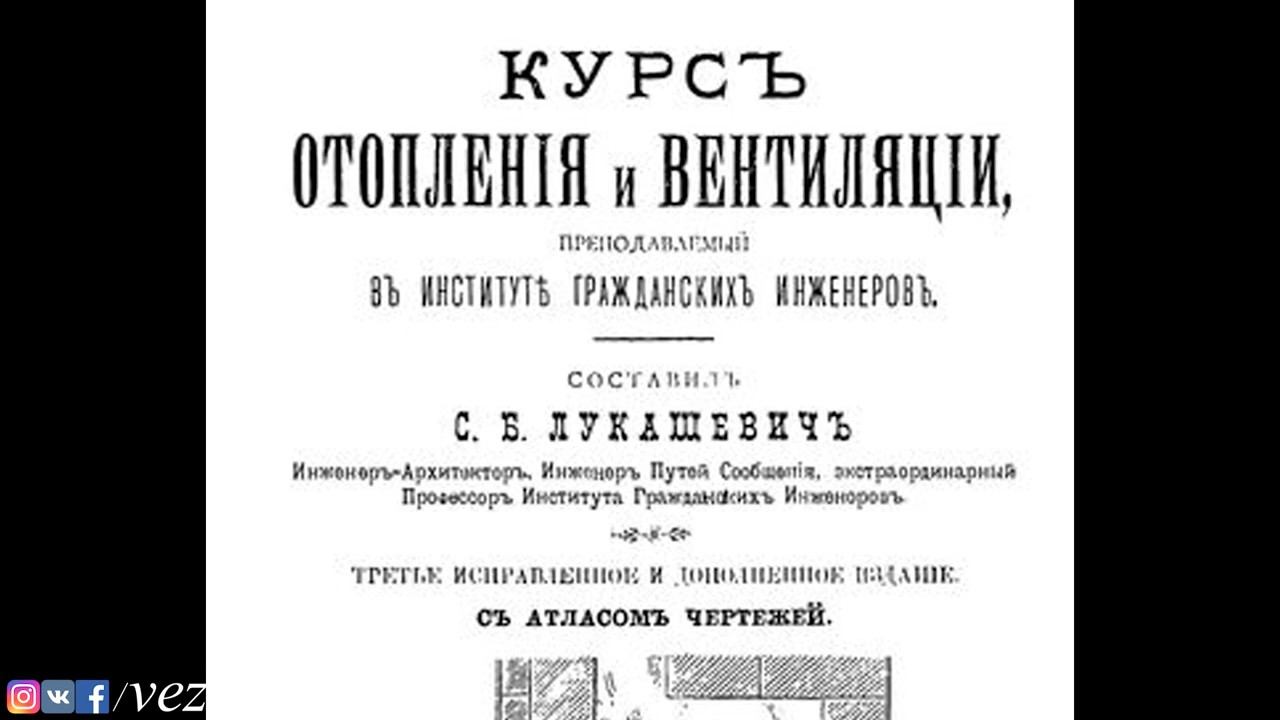 КУРСЪ
ОТОПЛЕНІЯ И ВЕНТИЛЯЦІИ,
ПРЕПОДАВАЕМЫЙ
ВЪ ИНСТИТУТѢ ГРАЖДАНСКИХЪ ИНЖЕНЕРОВЪ.
СОСТАВИЛЪ
С. Б. ЛУКАШЕВИЧЪ
Инженеръ-Архитекторъ, Инженеръ Путей Сообщенія, экстраординарный
Профессоръ Института Гражданскихъ Инженеровъ
ТРЕТЬЕ ИСПРАВЛЕННОЕ И ДОПОЛНЕННОЕ ИЗДАНІЕ.
СЪ АТЛАСОМЪ ЧЕРТЕЖЕЙ.
/vez